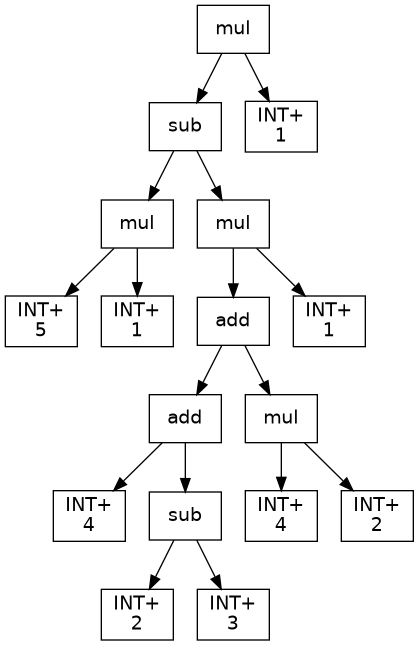 mul
sub
INT+
1
mul
mul
INT+
5
INT+
1
add
INT+
1
add
mul
INT+
4
sub
INT+
4
INT+
2
INT+
2
INT+
3